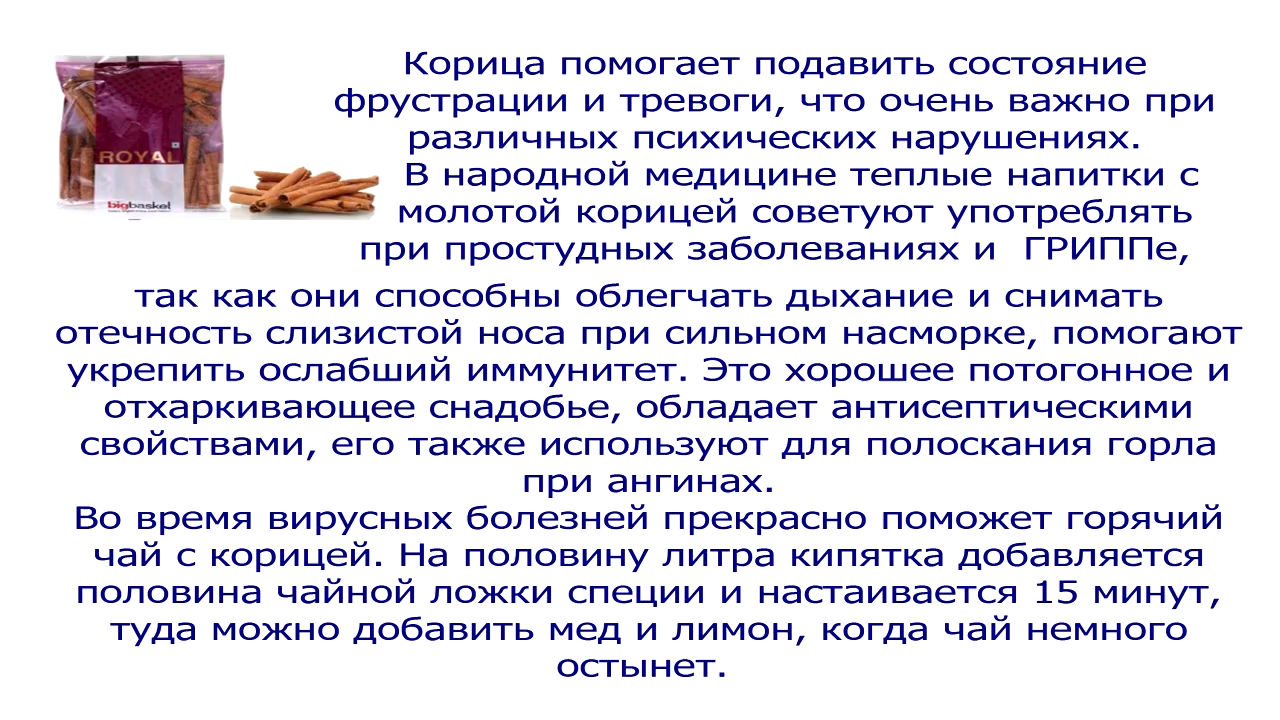 Корица помогает подавить состояние
фрустрации и тревоги, что очень важно при
различных психических нарушениях.
В народной медицине теплые напитки с
молотой корицей советуют употреблять
при простудных заболеваниях и ГРИППе,
ROYAL
bigbasket
так как они способны облегчать дыхание и снимать
отечность слизистой носа при сильном насморке, помогают
укрепить ослабший иммунитет. Это хорошее потогонное и
отхаркивающее снадобье, обладает антисептическими
свойствами, его также используют для полоскания горла
при ангинах.
Во время вирусных болезней прекрасно поможет горячий
чай с корицей. На половину литра кипятка добавляется
половина чайной ложки специи и настаивается 15 минут,
туда можно добавить мед и лимон, когда чай немного
остынет.